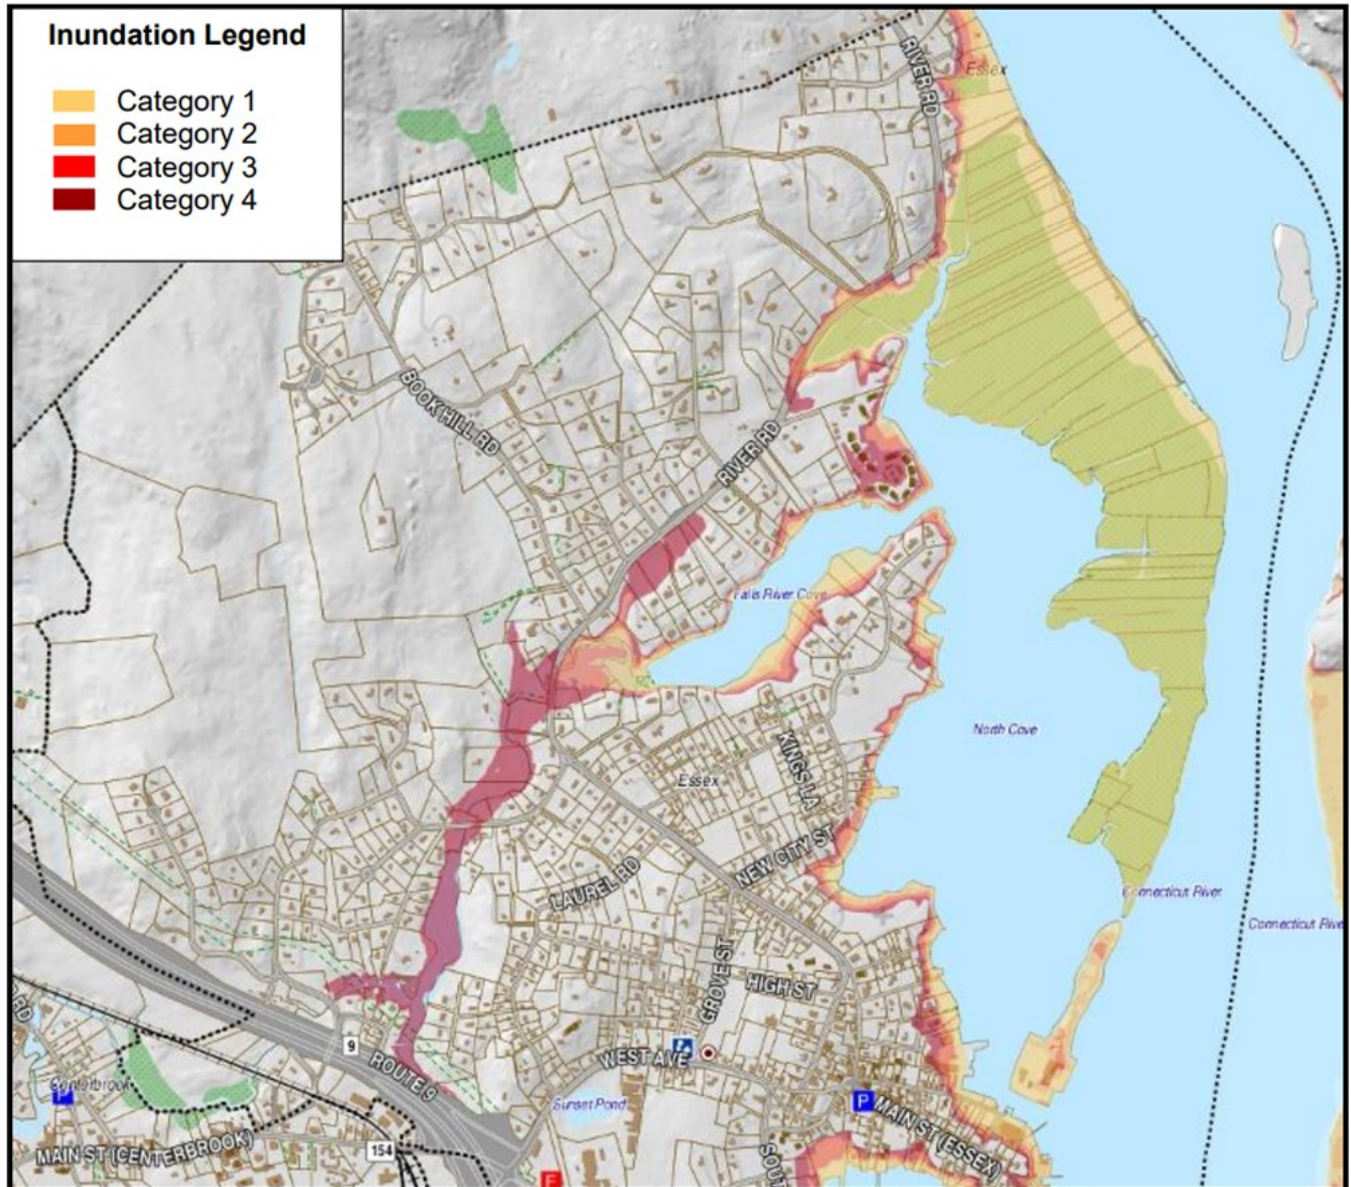 Inundation Legend
Category 1
Category 2
Category 3
Category 4
RIVER RD
Essex
BOOK HILL RD
RIVER RD
Falls River Cove
North Cove
KINGS LA
Essex
NEW CITY ST
LAUREL RD
Connecticut River
GROVE ST
HIGH ST
9
ROUTE 9
WEST AVE
Centerbrook
P
Sunset Pond
P
MAIN ST (ESSEX)
MAIN ST (CENTERBROOK)
154
F